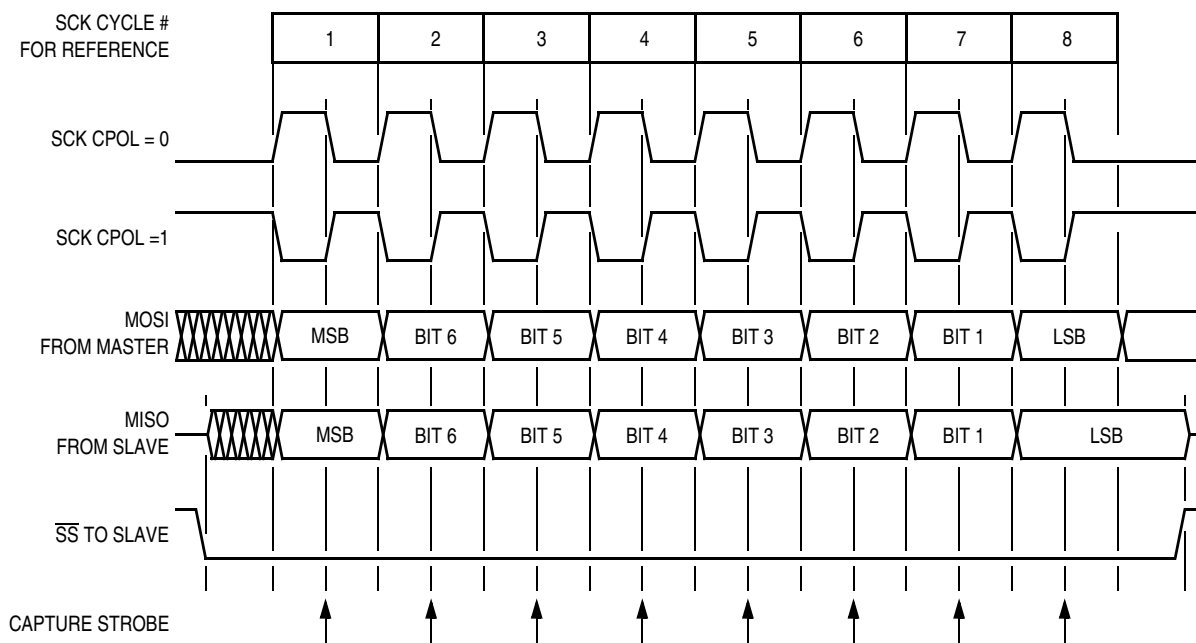 SCK CYCLE #
FOR REFERENCE
1 2 3 4 5 6 7 8
SCK CPOL = 0
SCK CPOL =1
MOSI
FROM MASTER
MSB BIT 6 BIT 5 BIT 4 BIT 3 BIT 2 BIT 1 LSB
MISO
FROM SLAVE
MSB BIT 6 BIT 5 BIT 4 BIT 3 BIT 2 BIT 1 LSB
S̅S̅ TO SLAVE
CAPTURE STROBE